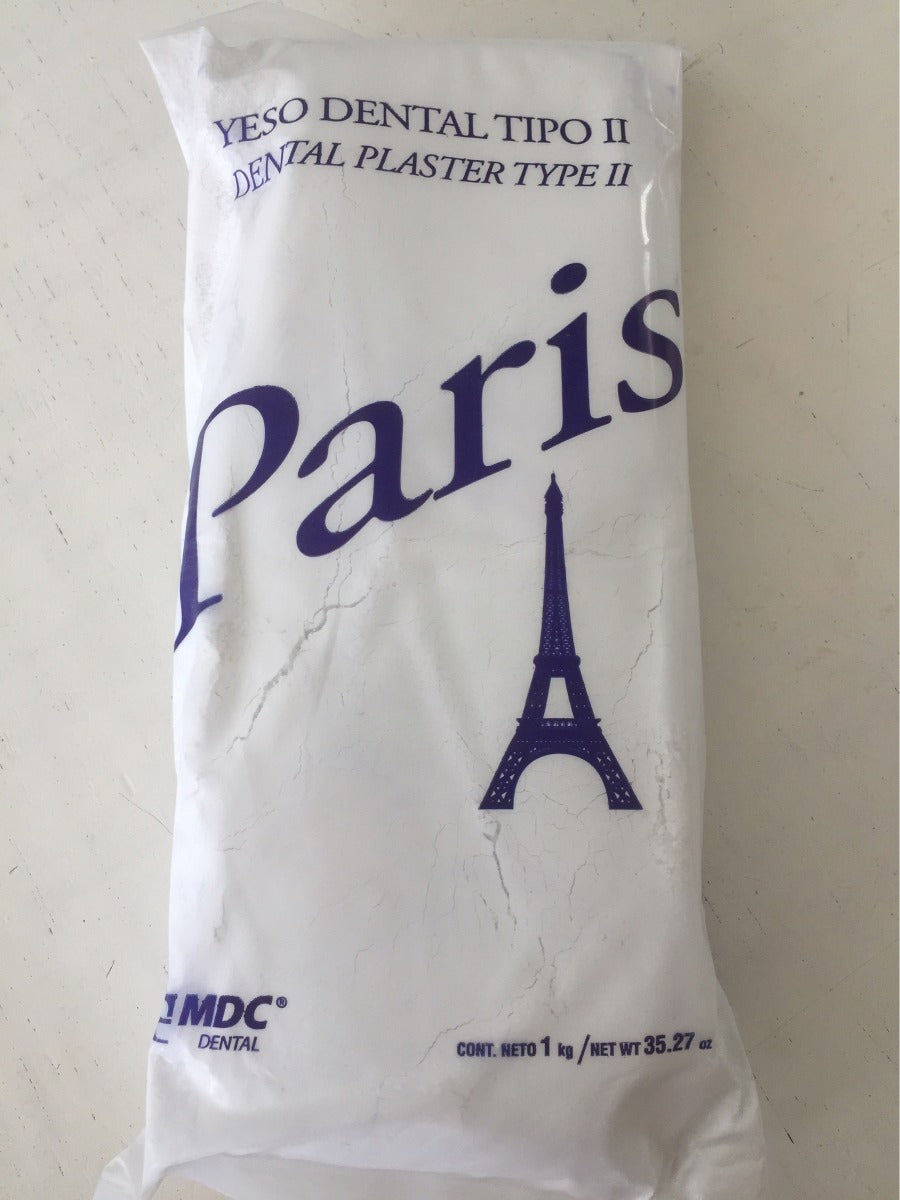 YESO DENTAL TIPO II
DENTAL PLASTER TYPE II
Paris
MDC®
DENTAL
CONT. NETO 1 kg / NET WT 35.27 oz